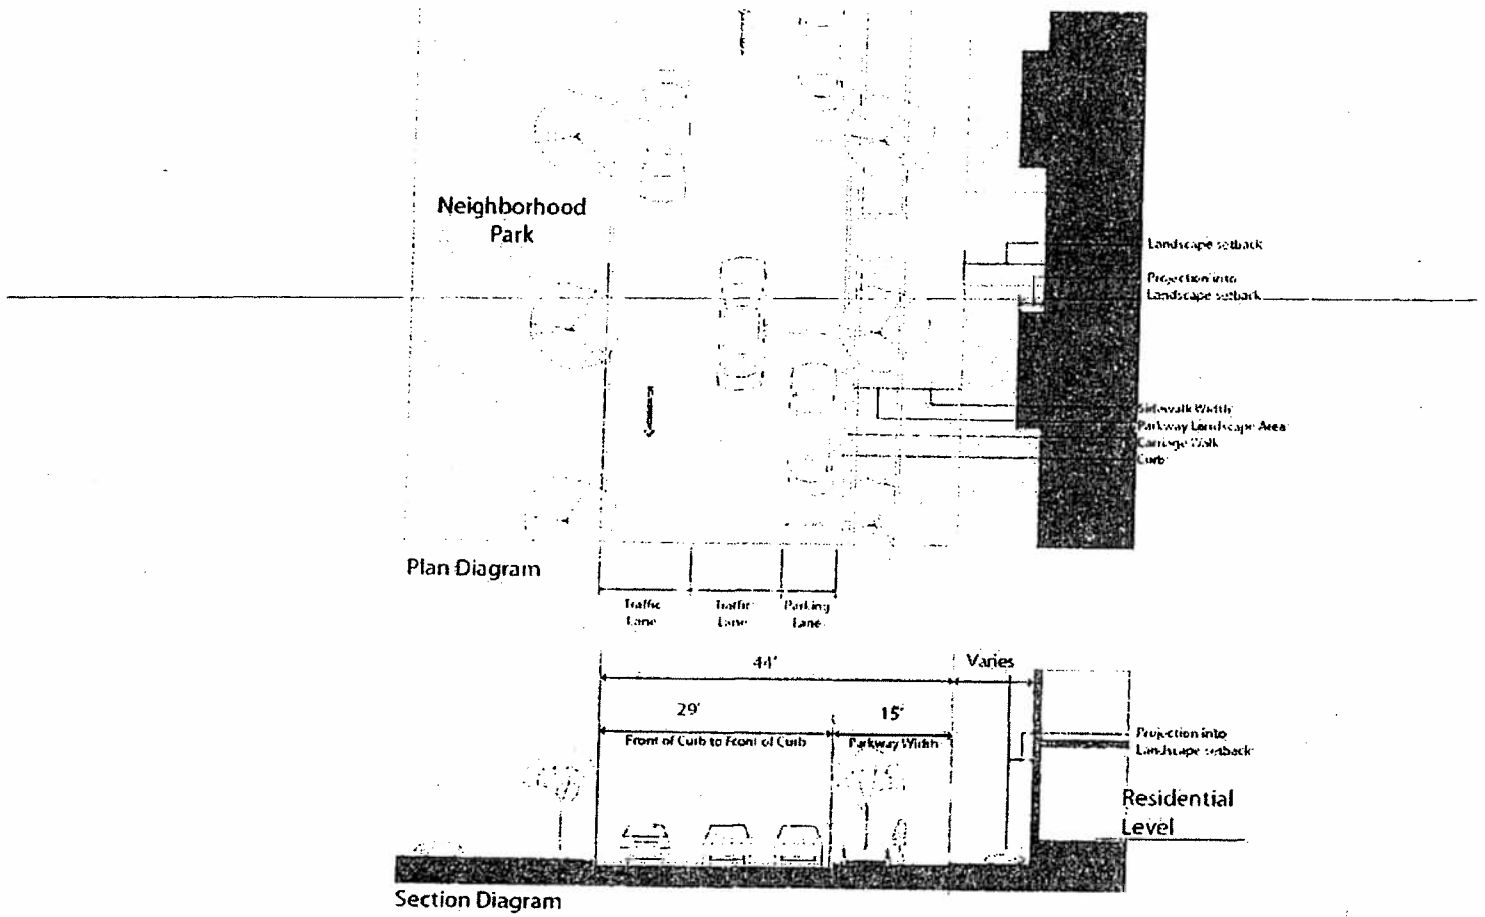 Neighborhood
Park
Landscape setback
Projection into
Landscape setback
Sidewalk Width
Parkway Landscape Area
Carriage Walk
Curb
Plan Diagram
Traffic
Lane
Traffic
Lane
Parking
Lane
44'
Varies
29'
15'
Front of Curb to Front of Curb
Parkway Width
Projection into
Landscape setback
Residential
Level
Section Diagram